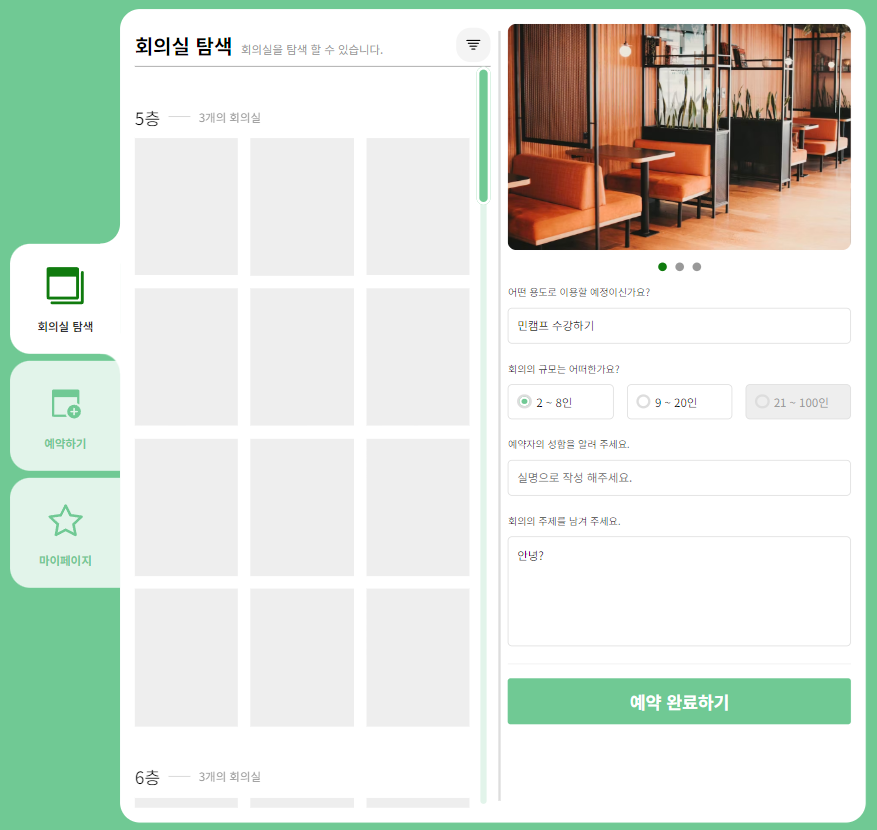 회의실 탐색 회의실을 탐색 할 수 있습니다.
5층 3개의 회의실
6층 3개의 회의실
회의실 탐색
예약하기
마이페이지
어떤 용도로 이용할 예정이신가요?
민캠프 수강하기
회의의 규모는 어떠한가요?
2 ~ 8인 9 ~ 20인 21 ~ 100인
예약자의 성함을 알려 주세요.
실명으로 작성 해주세요.
회의의 주제를 남겨 주세요.
안녕?
예약 완료하기